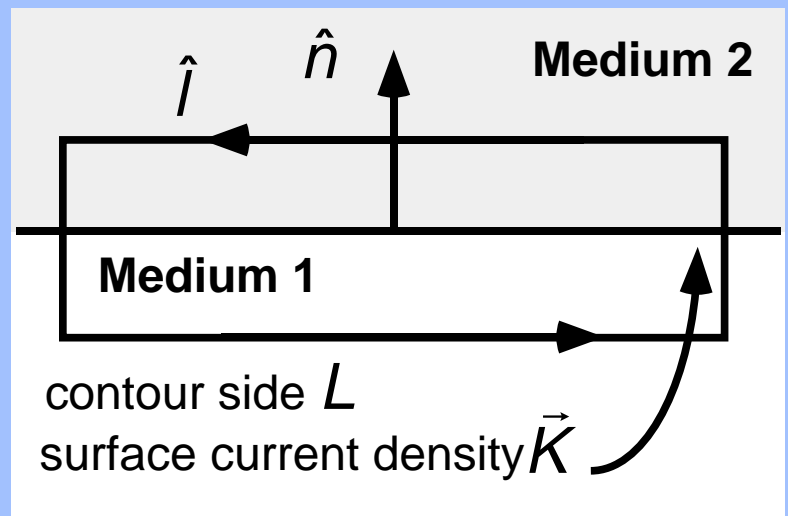 n̂ Medium 2
l̂
Medium 1
contour side L
surface current density K⃗